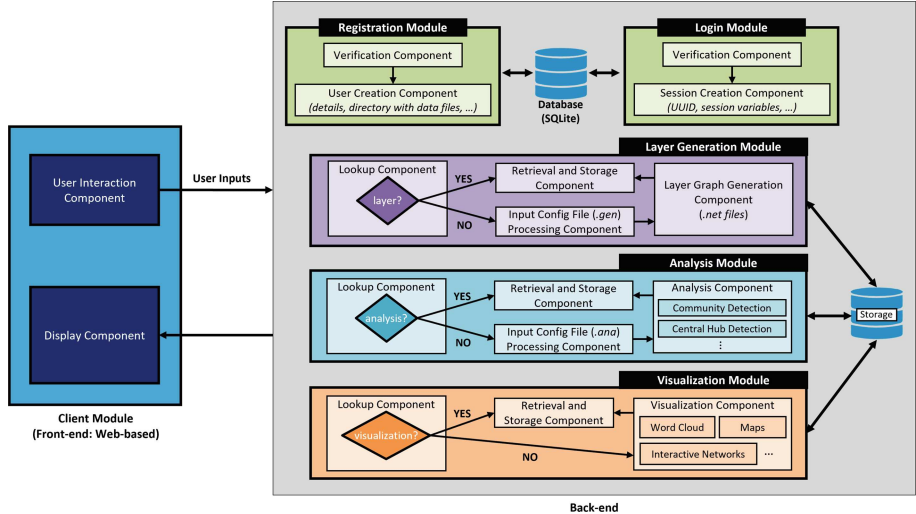 Registration Module
Verification Component
User Creation Component
(details, directory with data files, ...)
Database
(SQLite)
Login Module
Verification Component
Session Creation Component
(UUID, session variables, ...)
User Interaction
Component
Display Component
Client Module
(Front-end: Web-based)
User Inputs
Layer Generation Module
Lookup Component
layer?
YES
NO
Retrieval and Storage
Component
Input Config File (.gen)
Processing Component
Layer Graph Generation
Component
(.net files)
Analysis Module
Lookup Component
analysis?
YES
NO
Retrieval and Storage
Component
Input Config File (.ana)
Processing Component
Analysis Component
Community Detection
Central Hub Detection
⋮
Storage
Visualization Module
Lookup Component
visualization?
YES
NO
Retrieval and
Storage Component
Visualization Component
Word Cloud
Maps
Interactive Networks
...
Back-end